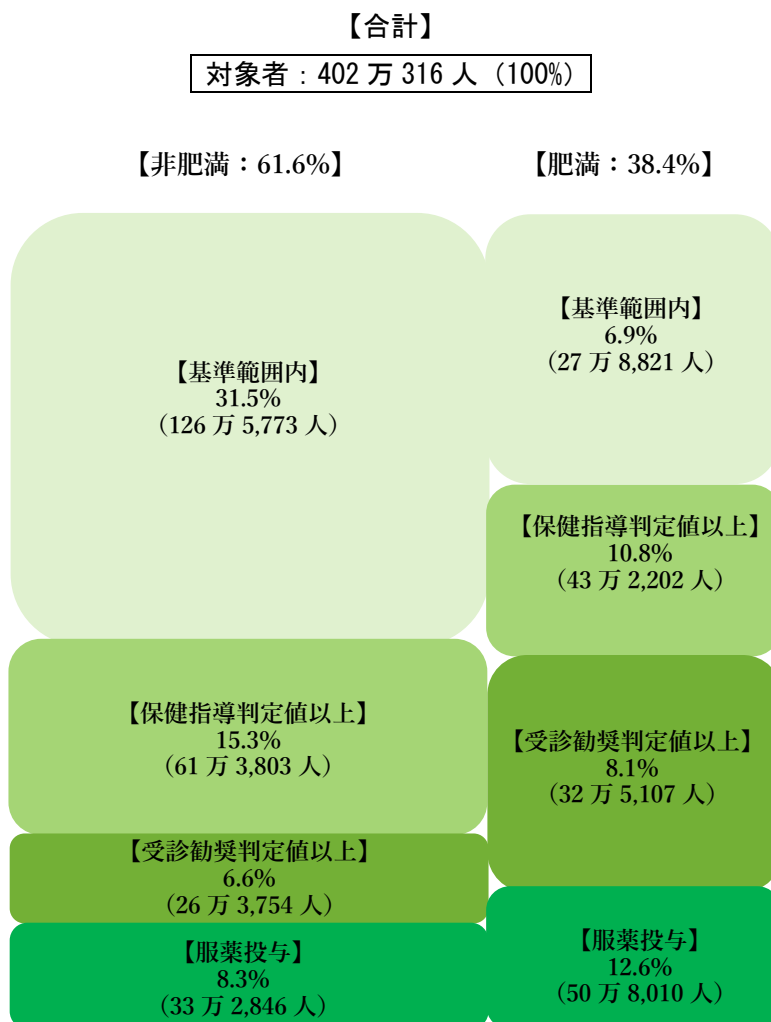 【合計】
対象者：402 万 316 人（100%）
【非肥満：61.6%】
【基準範囲内】
31.5%
（126 万 5,773 人）
【保健指導判定値以上】
15.3%
（61 万 3,803 人）
【受診勧奨判定値以上】
6.6%
（26 万 3,754 人）
【服薬投与】
8.3%
（33 万 2,846 人）
【肥満：38.4%】
【基準範囲内】
6.9%
（27 万 8,821 人）
【保健指導判定値以上】
10.8%
（43 万 2,202 人）
【受診勧奨判定値以上】
8.1%
（32 万 5,107 人）
【服薬投与】
12.6%
（50 万 8,010 人）